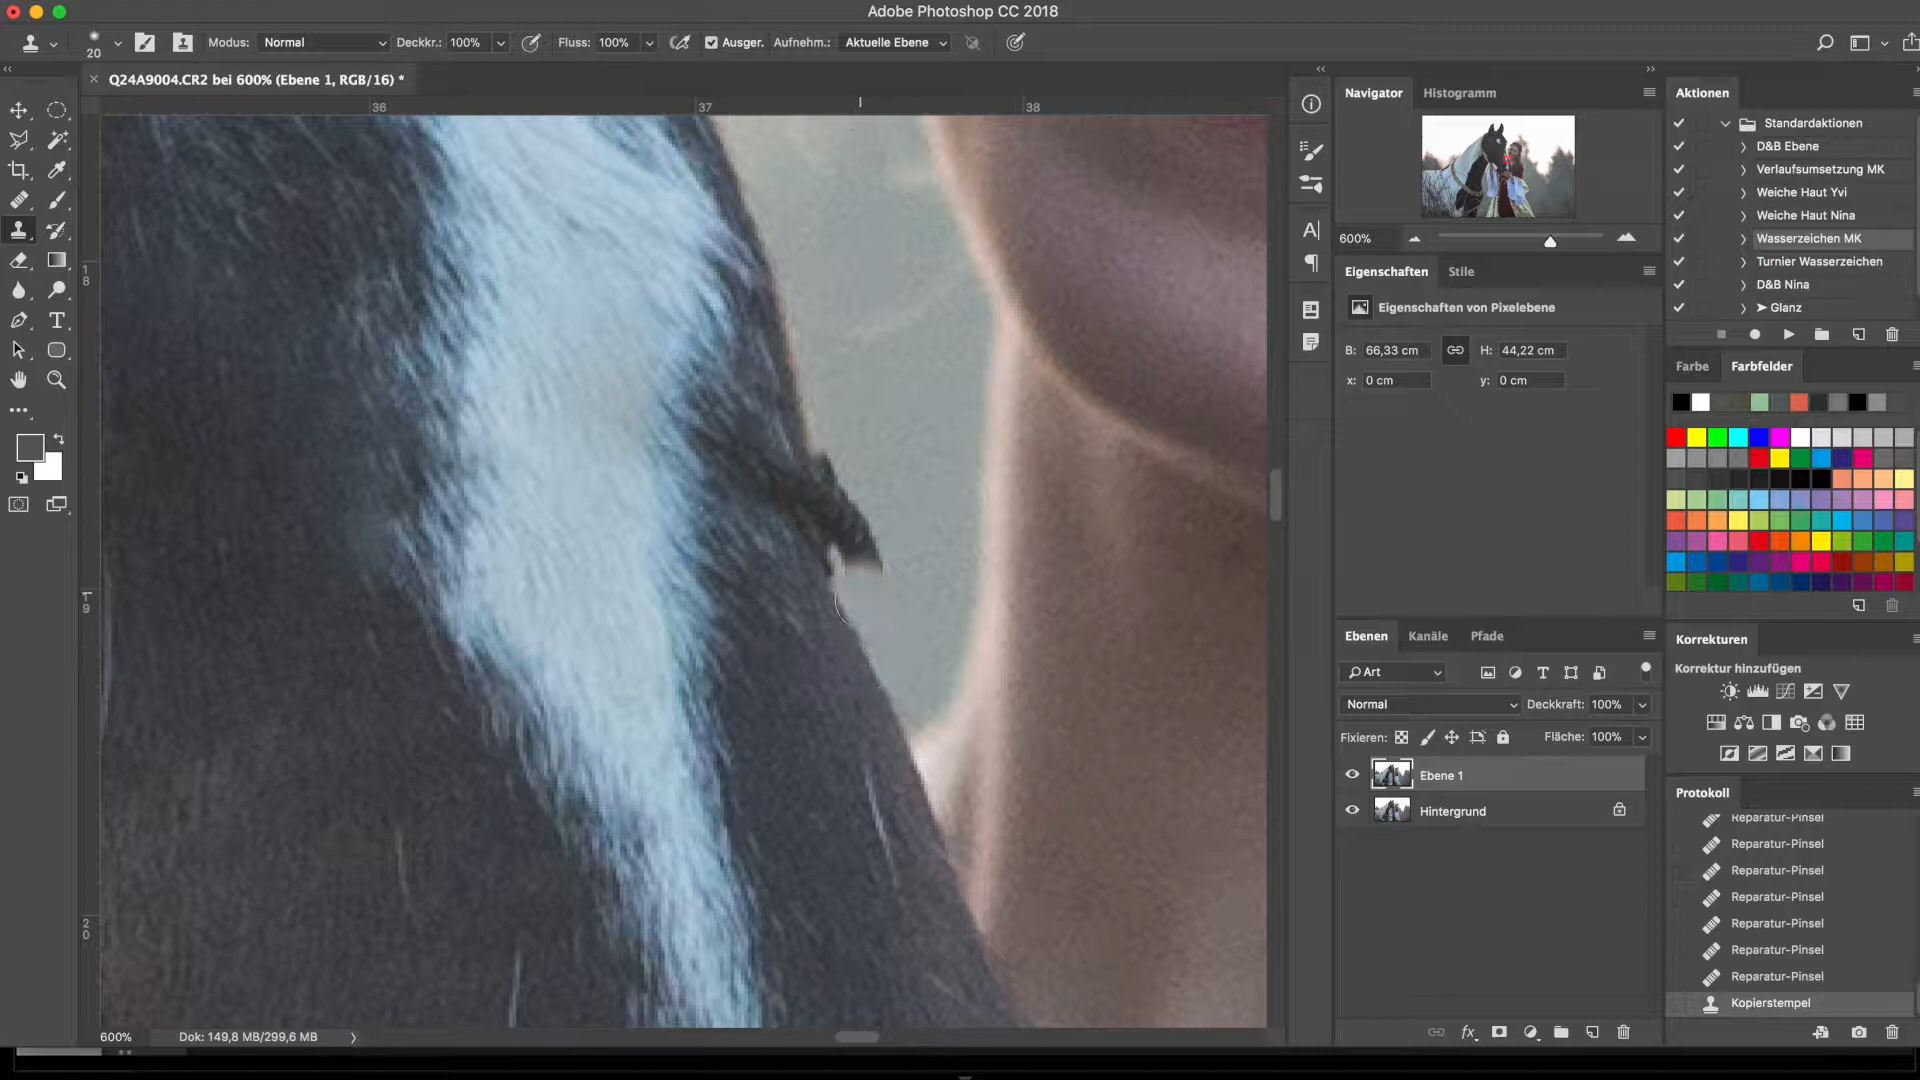 Adobe Photoshop CC 2018
20
Modus: Normal
Deckkr.: 100%
Fluss: 100%
Ausger.
Aufnehm.: Aktuelle Ebene
Q24A9004.CR2 bei 600% (Ebene 1, RGB/16) *
36
37
38
18
19
20
600%
Dok: 149,8 MB/299,6 MB
Navigator
Histogramm
600%
Eigenschaften
Stile
Eigenschaften von Pixelebene
B: 66,33 cm
H: 44,22 cm
x: 0 cm
y: 0 cm
Ebenen
Kanäle
Pfade
Art
Normal
Deckkraft: 100%
Fixieren:
Fläche: 100%
Ebene 1
Hintergrund
Aktionen
Standardaktionen
D&B Ebene
Verlaufsumsetzung MK
Weiche Haut Yvi
Weiche Haut Nina
Wasserzeichen MK
Turnier Wasserzeichen
D&B Nina
➤ Glanz
Farbe
Farbfelder
Korrekturen
Korrektur hinzufügen
Protokoll
Reparatur-Pinsel
Reparatur-Pinsel
Reparatur-Pinsel
Reparatur-Pinsel
Reparatur-Pinsel
Reparatur-Pinsel
Reparatur-Pinsel
Kopierstempel